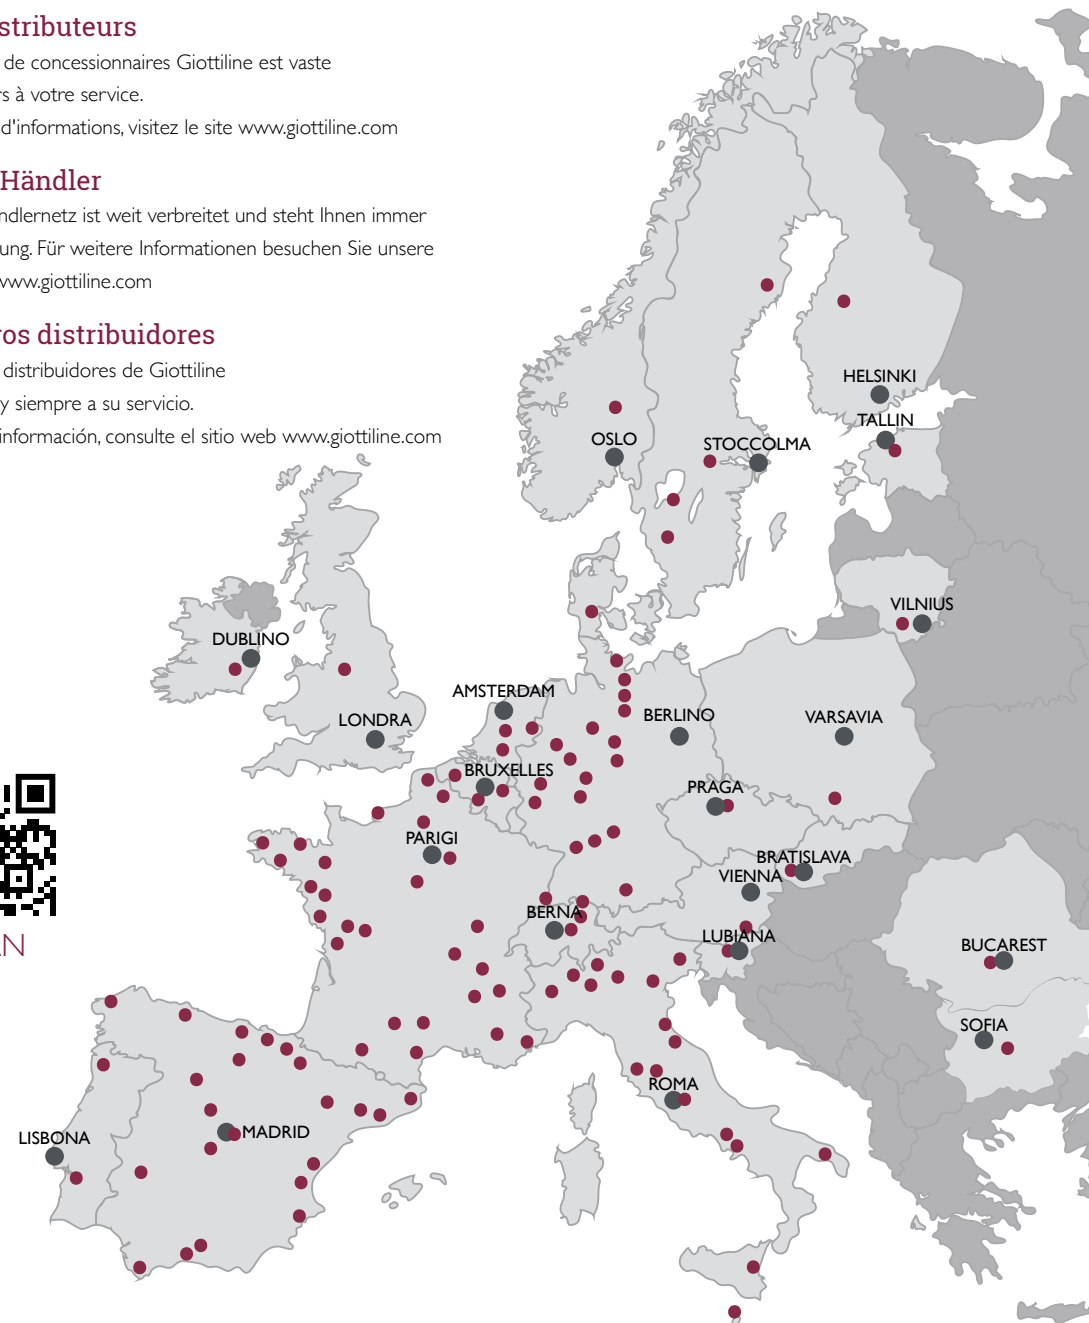 stributeurs
de concessionnaires Giottiline est vaste
rs à votre service.
d'informations, visitez le site www.giottiline.com
Händler
ndlernetz ist weit verbreitet und steht Ihnen immer
ung. Für weitere Informationen besuchen Sie unsere
www.giottiline.com
ros distribuidores
distribuidores de Giottiline
y siempre a su servicio.
información, consulte el sitio web www.giottiline.com
HELSINKI
TALLIN
OSLO
STOCCOLMA
VILNIUS
DUBLINO
AMSTERDAM
LONDRA
BERLINO
VARSAVIA
BRUXELLES
PRAGA
PARIGI
BRATISLAVA
VIENNA
BERNA
LUBIANA
AN
BUCAREST
SOFIA
ROMA
MADRID
LISBONA